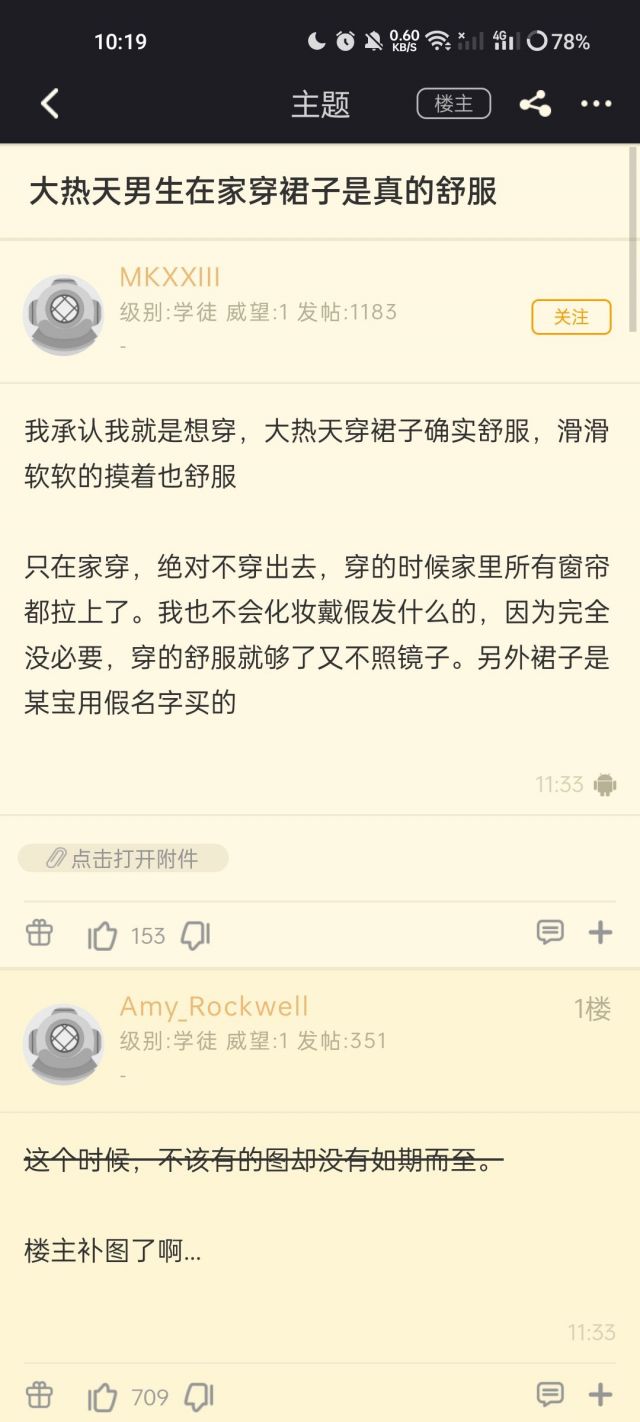 10:19
0.60
KB/S
4G
78%
主题
楼主
大热天男生在家穿裙子是真的舒服
MKXXIII
级别:学徒 威望:1 发帖:1183
-
关注
我承认我就是想穿，大热天穿裙子确实舒服，滑滑
软软的摸着也舒服
只在家穿，绝对不穿出去，穿的时候家里所有窗帘
都拉上了。我也不会化妆戴假发什么的，因为完全
没必要，穿的舒服就够了又不照镜子。另外裙子是
某宝用假名字买的
11:33
点击打开附件
153
Amy_Rockwell
1楼
级别:学徒 威望:1 发帖:351
-
这个时候，不该有的图却没有如期而至。
楼主补图了啊...
11:33
709